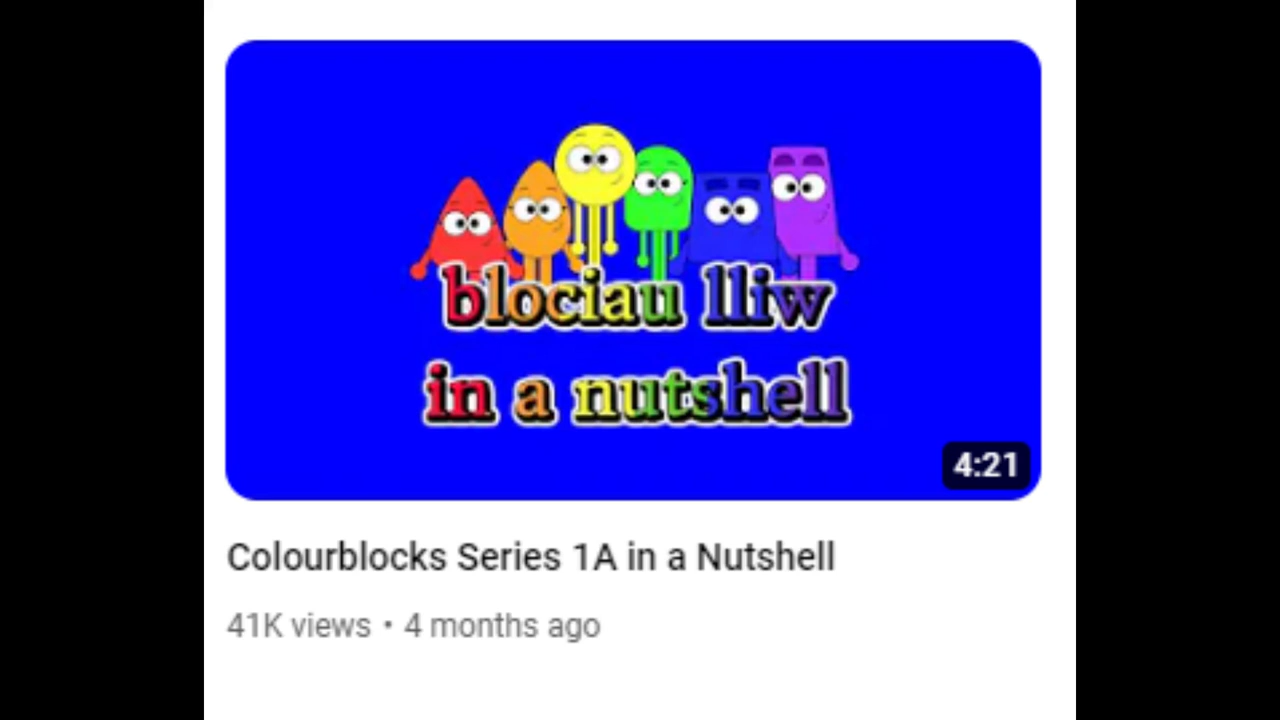 blociau lliw
in a nutshell
4:21
Colourblocks Series 1A in a Nutshell
41K views • 4 months ago